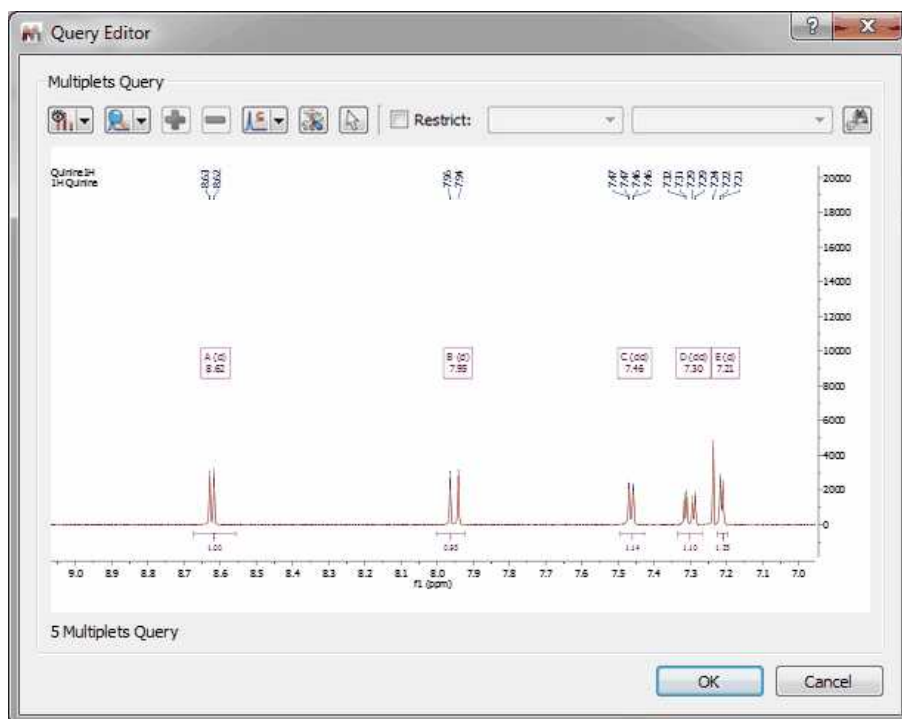 Query Editor
Multiplets Query
Restrict:
Quinine1H
1H Quinine
8.63
8.62
7.96
7.94
7.47
7.47
7.46
7.46
7.32
7.31
7.29
7.29
7.24
7.22
7.21
20000
18000
16000
14000
12000
10000
8000
6000
4000
2000
0
A (d)
8.62
B (d)
7.95
C (dd)
7.46
D (dd)
7.30
E (d)
7.21
1.00
0.95
1.14
1.10
9.0 8.9 8.8 8.7 8.6 8.5 8.4 8.3 8.2 8.1 8.0 7.9 7.8 7.7 7.6 7.5 7.4 7.3 7.2 7.1 7.0
f1 (ppm)
5 Multiplets Query
OK Cancel